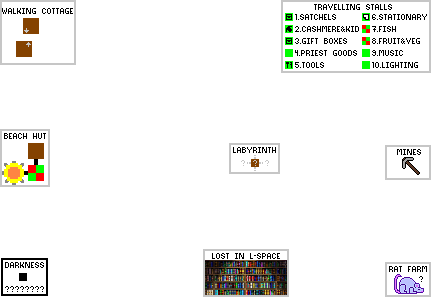 WALKING COTTAGE
TRAVELLING STALLS
1.SATCHELS
6.STATIONARY
2.CASHMERE&KID
7.FISH
3.GIFT BOXES
8.FRUIT&VEG
4.PRIEST GOODS
9.MUSIC
5.TOOLS
10.LIGHTING
BEACH HUT
LABYRINTH
? ? ?
MINES
DARKNESS
????????
LOST IN L-SPACE
RAT FARM
?